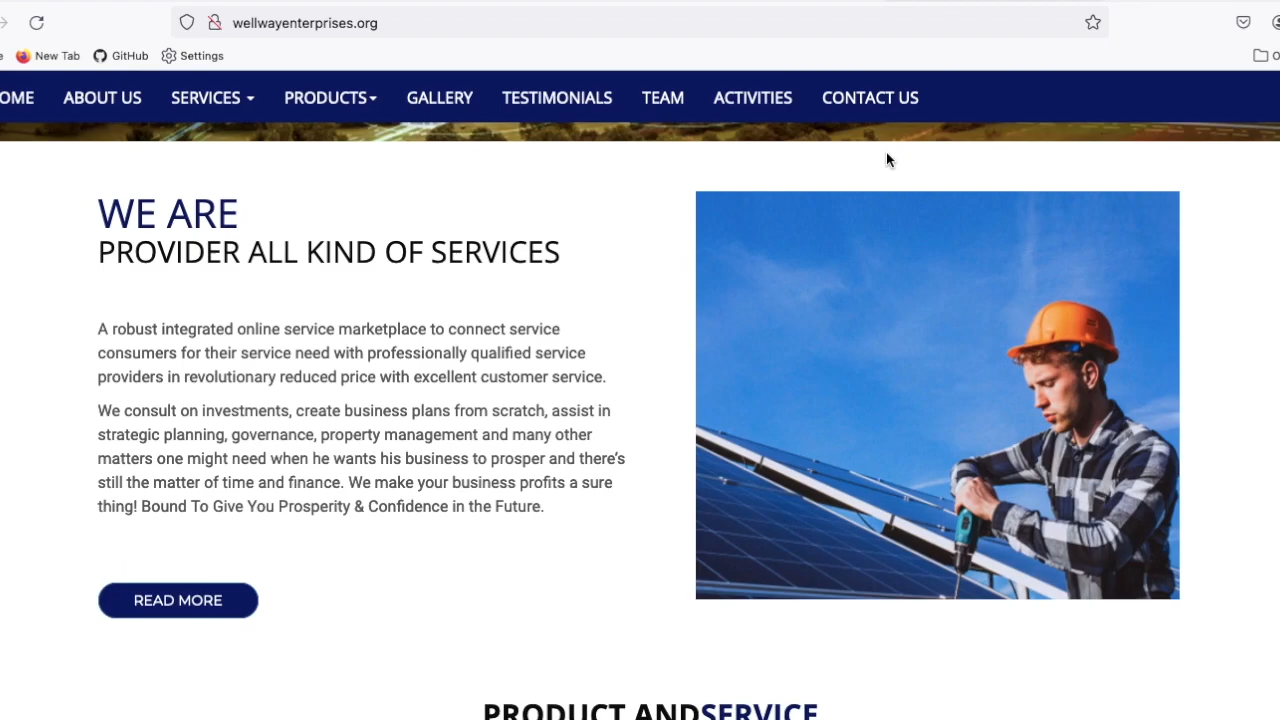 wellwayenterprises.org
New Tab GitHub Settings
OME ABOUT US SERVICES PRODUCTS GALLERY TESTIMONIALS TEAM ACTIVITIES CONTACT US
WE ARE
PROVIDER ALL KIND OF SERVICES
A robust integrated online service marketplace to connect service
consumers for their service need with professionally qualified service
providers in revolutionary reduced price with excellent customer service.
We consult on investments, create business plans from scratch, assist in
strategic planning, governance, property management and many other
matters one might need when he wants his business to prosper and there's
still the matter of time and finance. We make your business profits a sure
thing! Bound To Give You Prosperity & Confidence in the Future.
READ MORE
PRODUCT ANDSERVICE